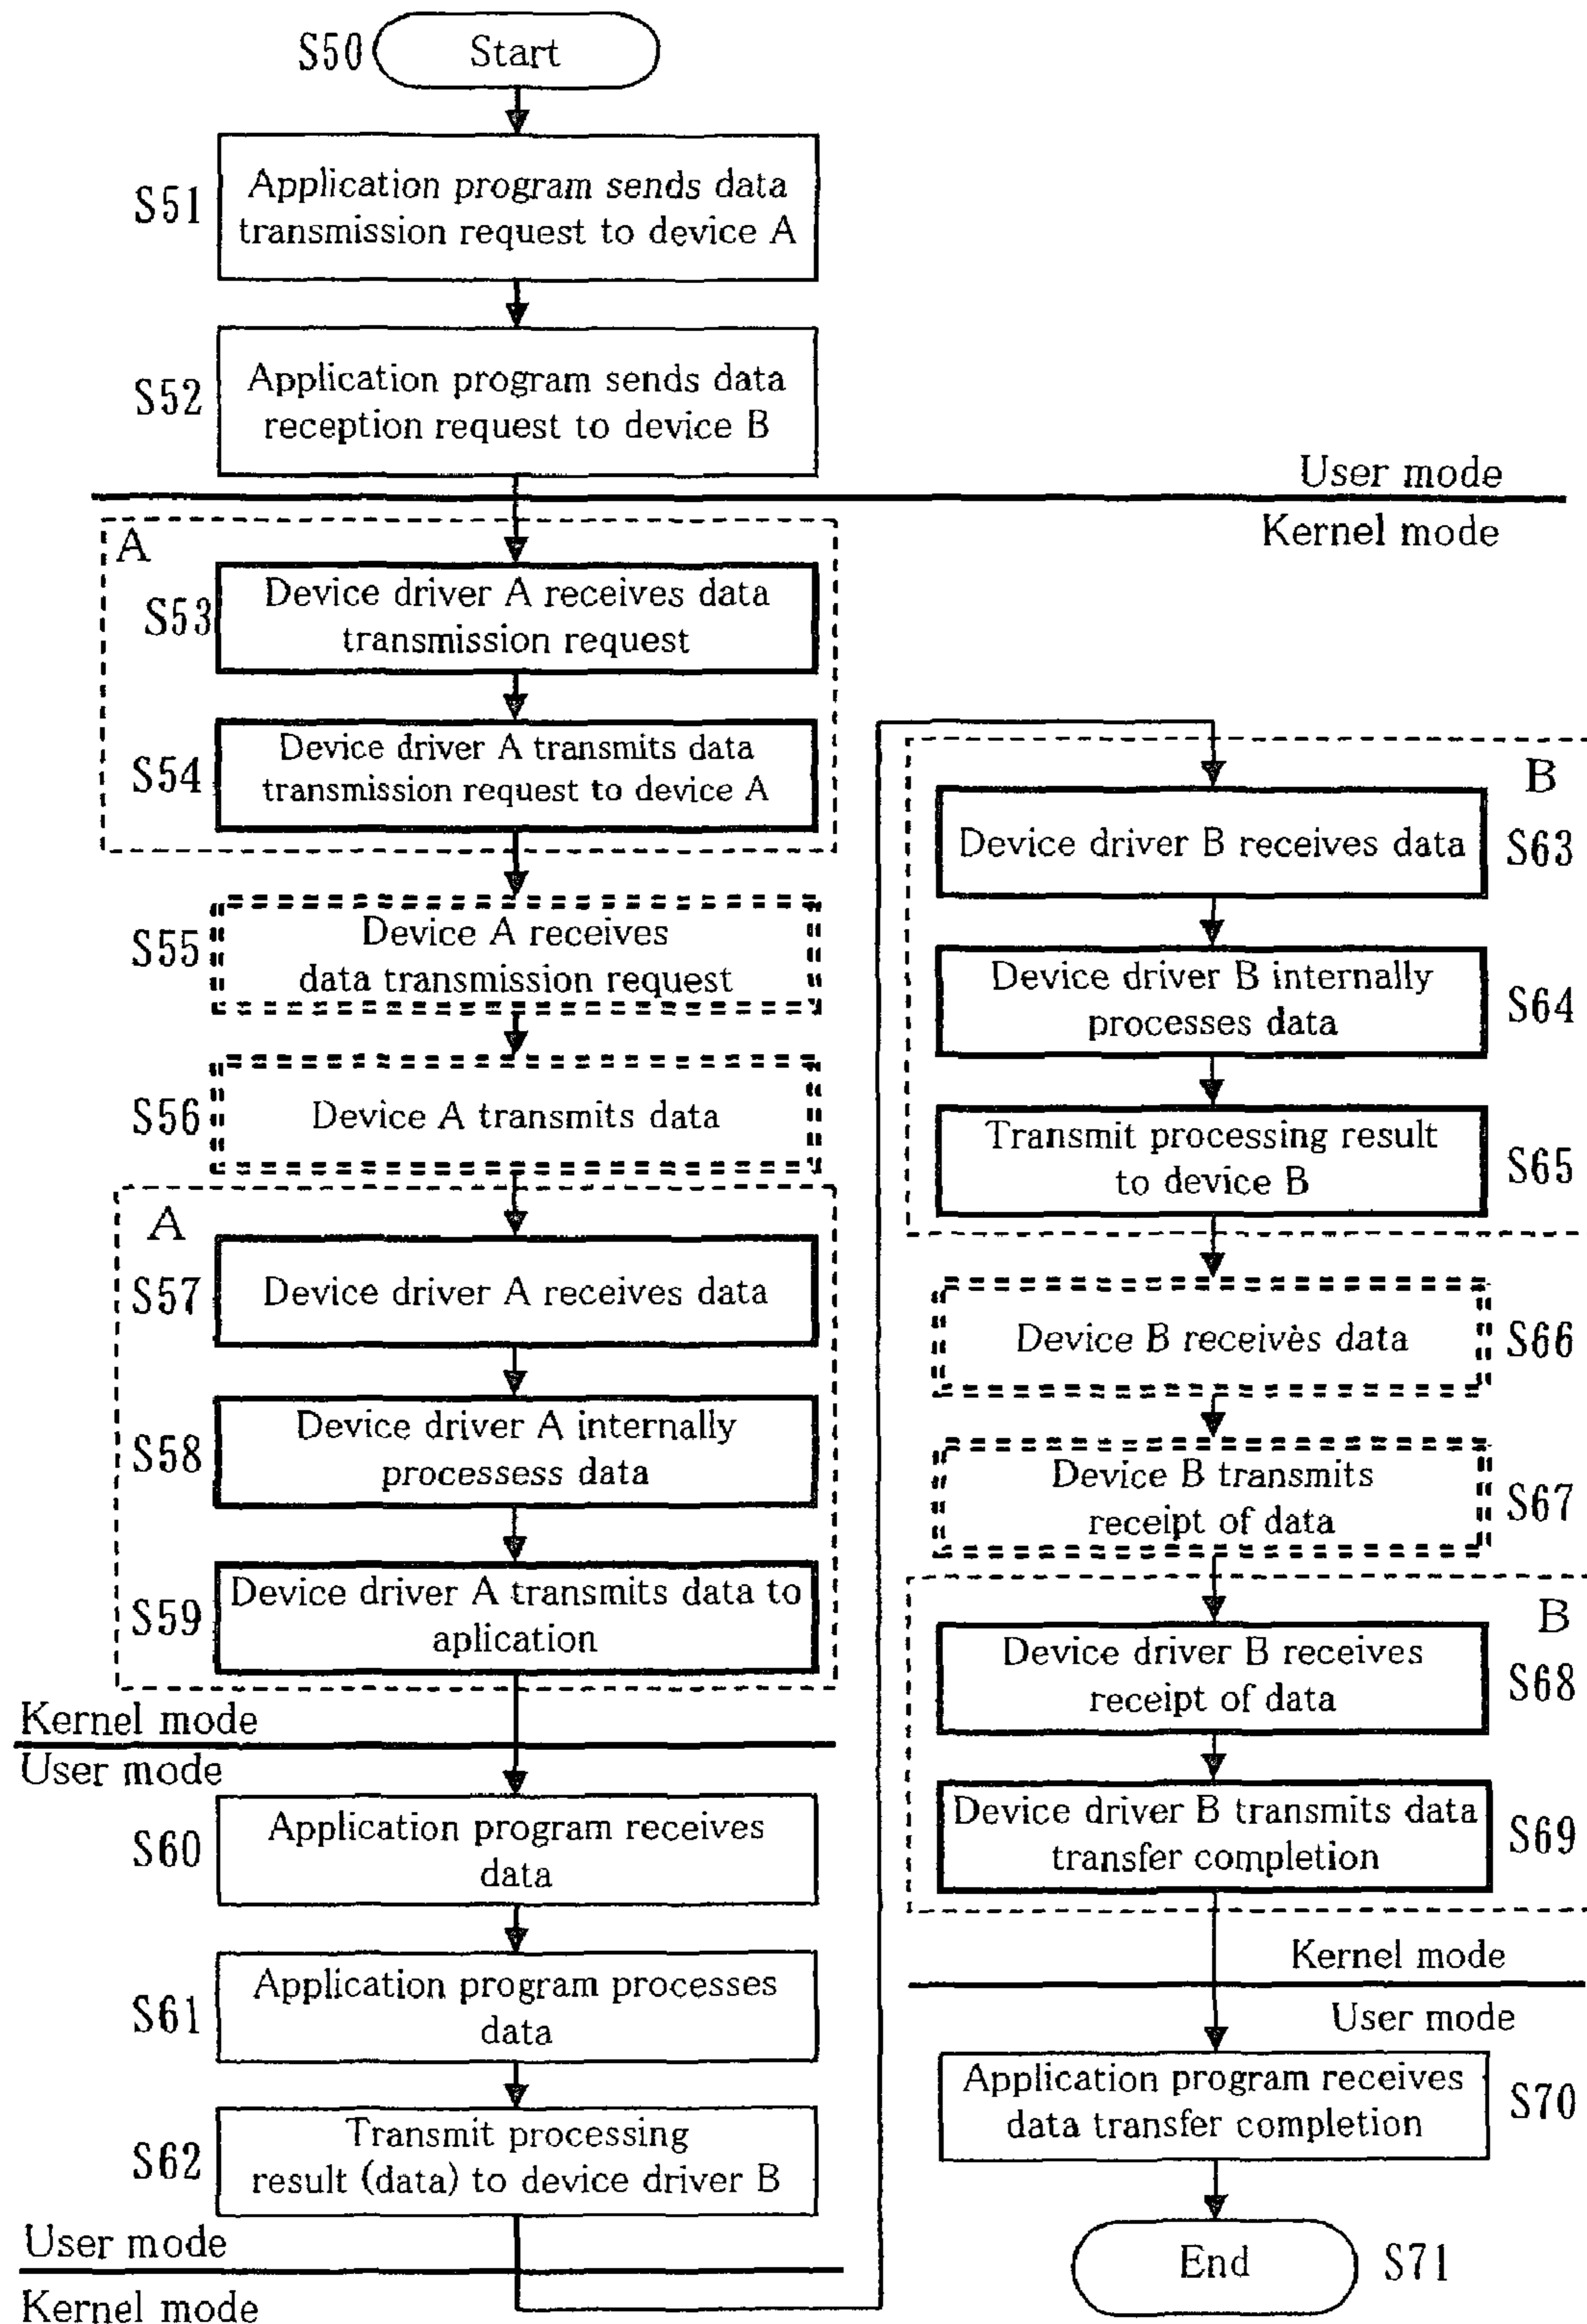 S50
Start
S51
Application program sends data
transmission request to device A
S52
Application program sends data
reception request to device B
User mode
Kernel mode
A
S53
Device driver A receives data
transmission request
S54
Device driver A transmits data
transmission request to device A
S55
Device A receives
data transmission request
S56
Device A transmits data
A
S57
Device driver A receives data
S58
Device driver A internally
processess data
S59
Device driver A transmits data to
aplication
Kernel mode
User mode
S60
Application program receives
data
S61
Application program processes
data
S62
Transmit processing
result (data) to device driver B
User mode
Kernel mode
B
Device driver B receives data
S63
Device driver B internally
processes data
S64
Transmit processing result
to device B
S65
Device B receives data
S66
Device B transmits
receipt of data
S67
B
Device driver B receives
receipt of data
S68
Device driver B transmits data
transfer completion
S69
Kernel mode
User mode
Application program receives
data transfer completion
S70
End
S71